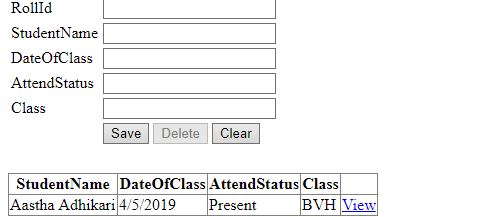 RollId
StudentName
DateOfClass
AttendStatus
Class
Save Delete Clear
StudentName DateOfClass AttendStatus Class
Aastha Adhikari 4/5/2019 Present BVH View